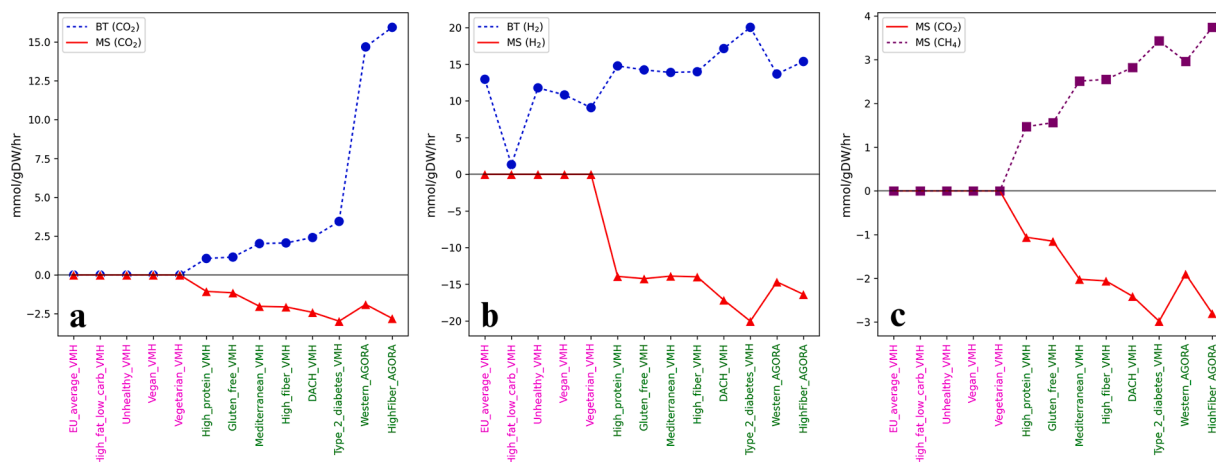 BT (CO₂)
MS (CO₂)
mmol/gDW/hr
15.0
12.5
10.0
7.5
5.0
2.5
0.0
−2.5
a
EU_average_VMH
High_fat_low_carb_VMH
Unhealthy_VMH
Vegan_VMH
Vegetarian_VMH
High_protein_VMH
Gluten_free_VMH
Mediterranean_VMH
High_fiber_VMH
DACH_VMH
Type_2_diabetes_VMH
Western_AGORA
HighFiber_AGORA
BT (H₂)
MS (H₂)
mmol/gDW/hr
20
15
10
5
0
−5
−10
−15
−20
b
EU_average_VMH
High_fat_low_carb_VMH
Unhealthy_VMH
Vegan_VMH
Vegetarian_VMH
High_protein_VMH
Gluten_free_VMH
Mediterranean_VMH
High_fiber_VMH
DACH_VMH
Type_2_diabetes_VMH
Western_AGORA
HighFiber_AGORA
MS (CO₂)
MS (CH₄)
mmol/gDW/hr
4
3
2
1
0
−1
−2
−3
c
EU_average_VMH
High_fat_low_carb_VMH
Unhealthy_VMH
Vegan_VMH
Vegetarian_VMH
High_protein_VMH
Gluten_free_VMH
Mediterranean_VMH
High_fiber_VMH
DACH_VMH
Type_2_diabetes_VMH
Western_AGORA
HighFiber_AGORA